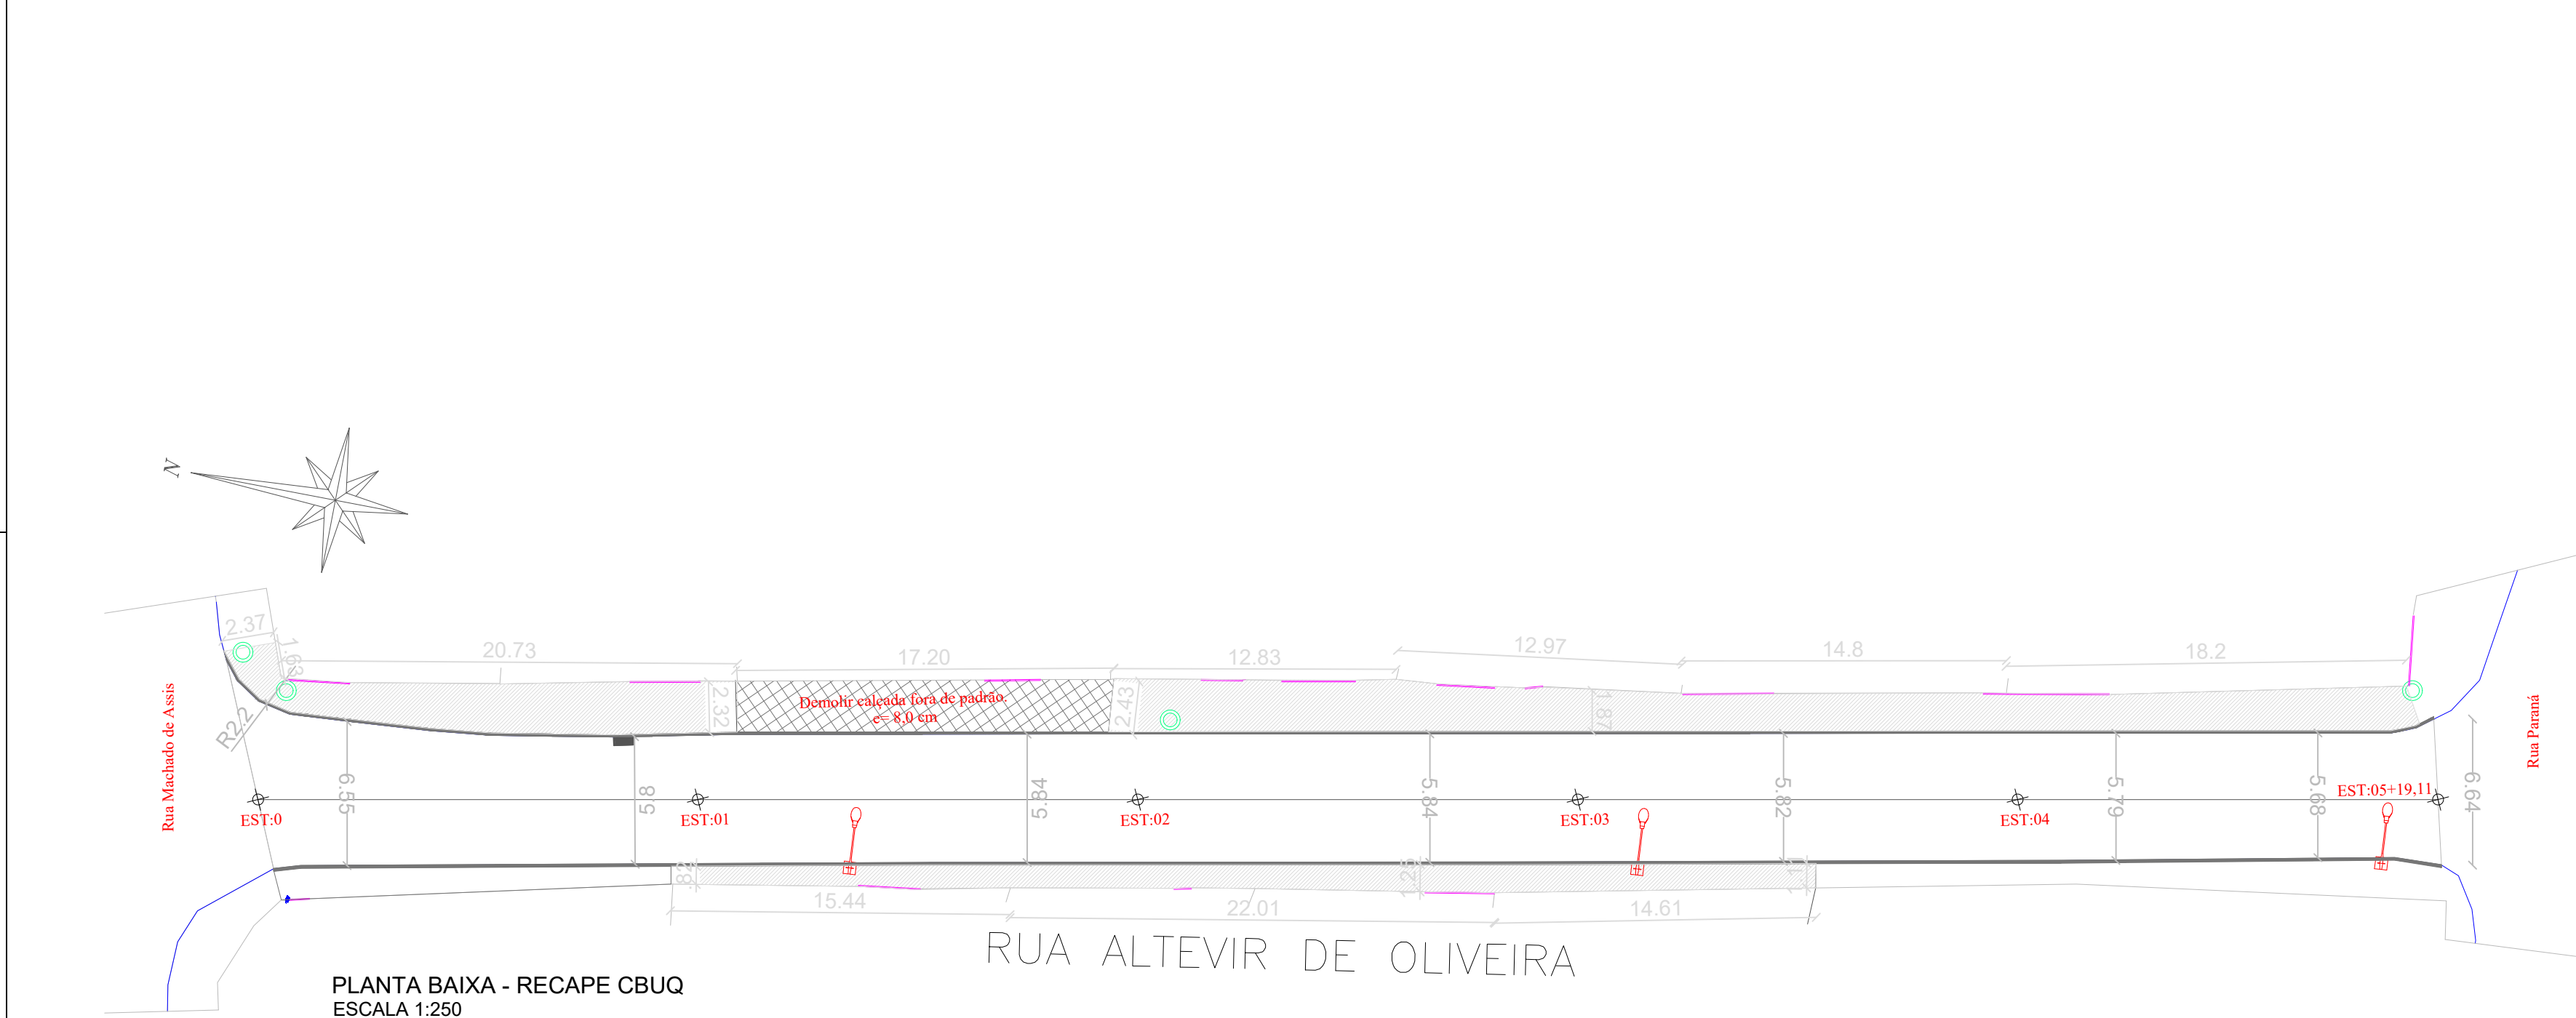 N
2.37
1.63
20.73
17.20
12.83
12.97
14.8
18.2
R2.2
2.32
Demolir calçada fora de padrão.
e= 8,0 cm
2.43
1.87
Rua Machado de Assis
Rua Paraná
6.55
5.8
5.84
5.84
5.82
5.79
5.68
6.64
EST:0
EST:01
EST:02
EST:03
EST:04
EST:05+19,11
.82
1.25
15.44
22.01
14.61
RUA ALTEVIR DE OLIVEIRA
PLANTA BAIXA - RECAPE CBUQ
ESCALA 1:250